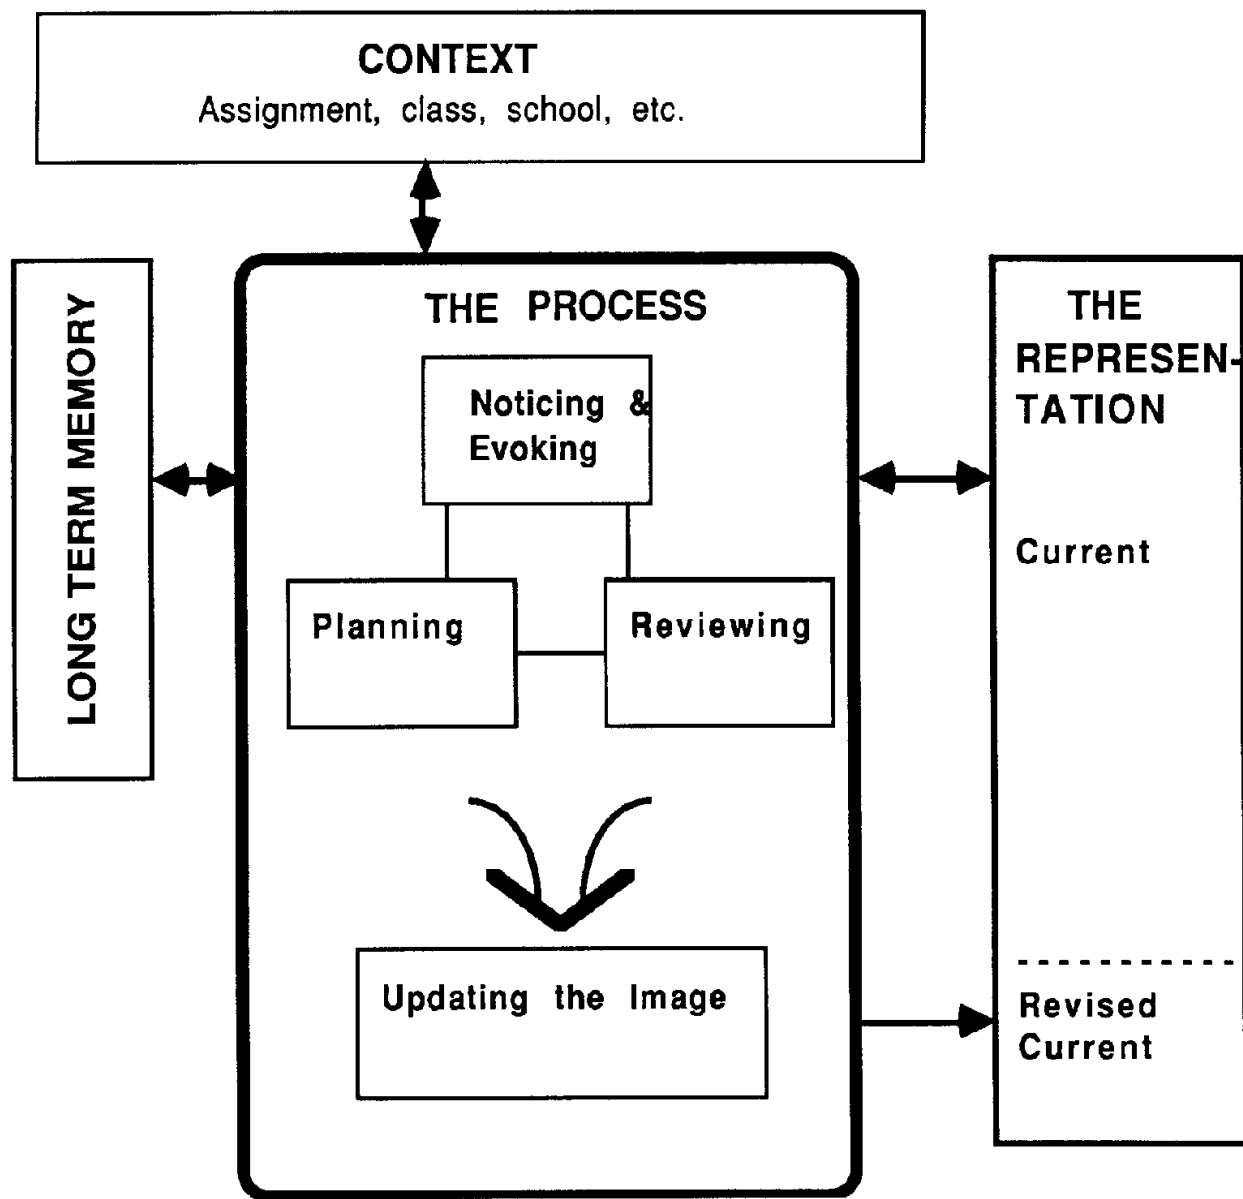 CONTEXT
Assignment, class, school, etc.
LONG TERM MEMORY
THE PROCESS
Noticing &
Evoking
Planning
Reviewing
Updating the Image
THE
REPRESEN-
TATION
Current
Revised
Current